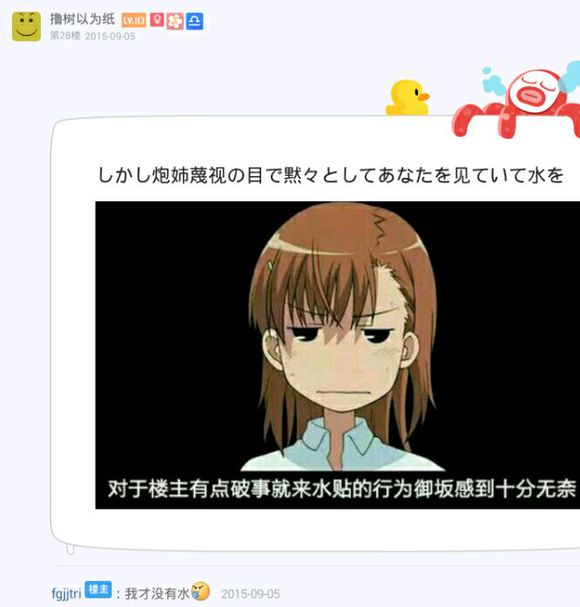 撸树以为纸 LV.10
第28楼 2015-09-05
しかし炮姉蔑视の目で黙々としてあなたを见ていて水を
对于楼主有点破事就来水贴的行为御坂感到十分无奈
fgjjtri 楼主：我才没有水 2015-09-05